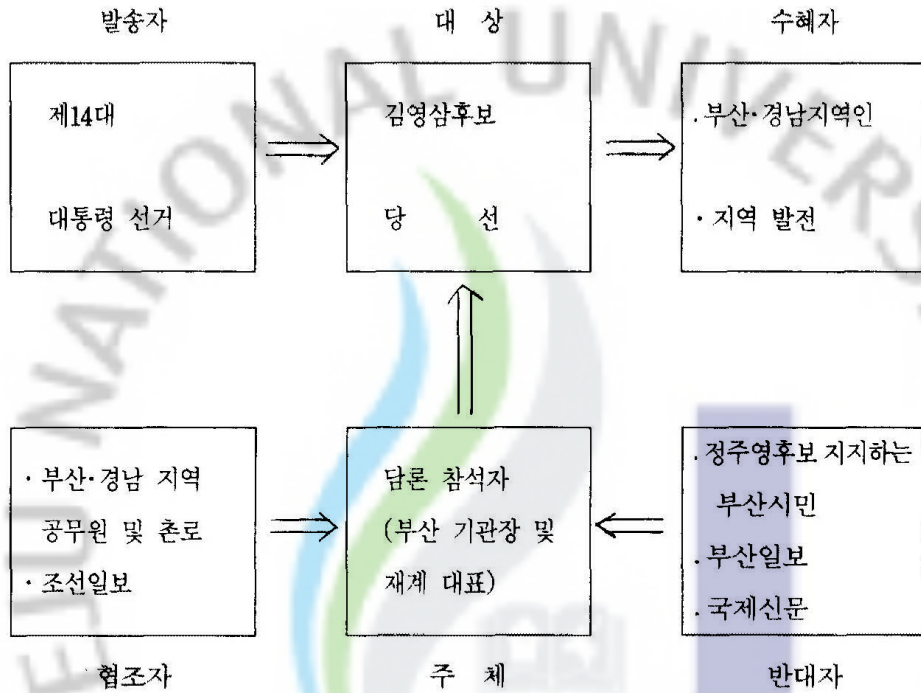 발송자
대 상
수혜자
제14대
대통령 선거
김영삼후보
당 선
· 부산·경남지역인
· 지역 발전
· 부산·경남 지역
공무원 및 촌로
· 조선일보
담론 참석자
(부산 기관장 및
재계 대표)
· 정주영후보 지지하는
부산시민
· 부산일보
· 국제신문
협조자
주 체
반대자
JEJU NATIONAL UNIVERS